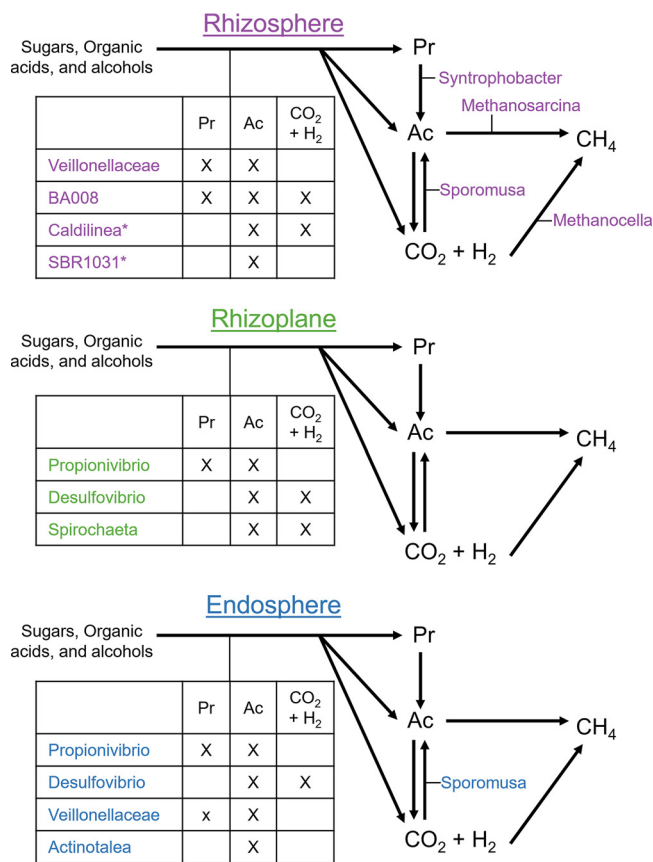 Rhizosphere
Sugars, Organic
acids, and alcohols
Pr
Syntrophobacter
Methanosarcina
Ac
CH₄
Sporomusa
Methanocella
CO₂ + H₂
Pr Ac CO₂
+ H₂
Veillonellaceae X X
BA008 X X X
Caldilinea* X X
SBR1031* X
Rhizoplane
Sugars, Organic
acids, and alcohols
Pr
Ac
CH₄
CO₂ + H₂
Pr Ac CO₂
+ H₂
Propionivibrio X X
Desulfovibrio X X
Spirochaeta X X
Endosphere
Sugars, Organic
acids, and alcohols
Pr
Ac
CH₄
Sporomusa
CO₂ + H₂
Pr Ac CO₂
+ H₂
Propionivibrio X X
Desulfovibrio X X
Veillonellaceae x X
Actinotalea X